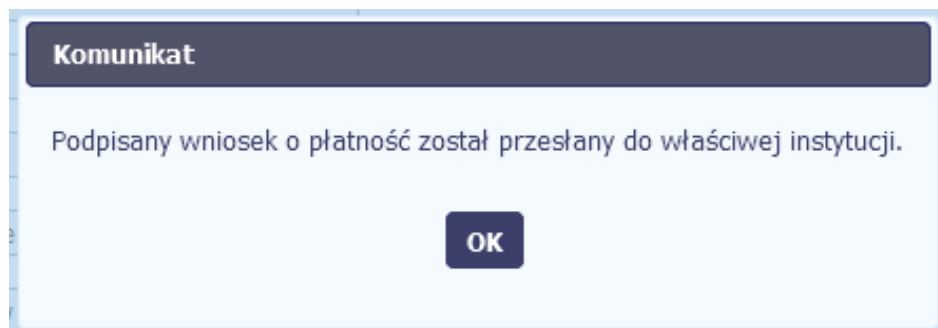 Komunikat
Podpisany wniosek o płatność został przesłany do właściwej instytucji.
OK